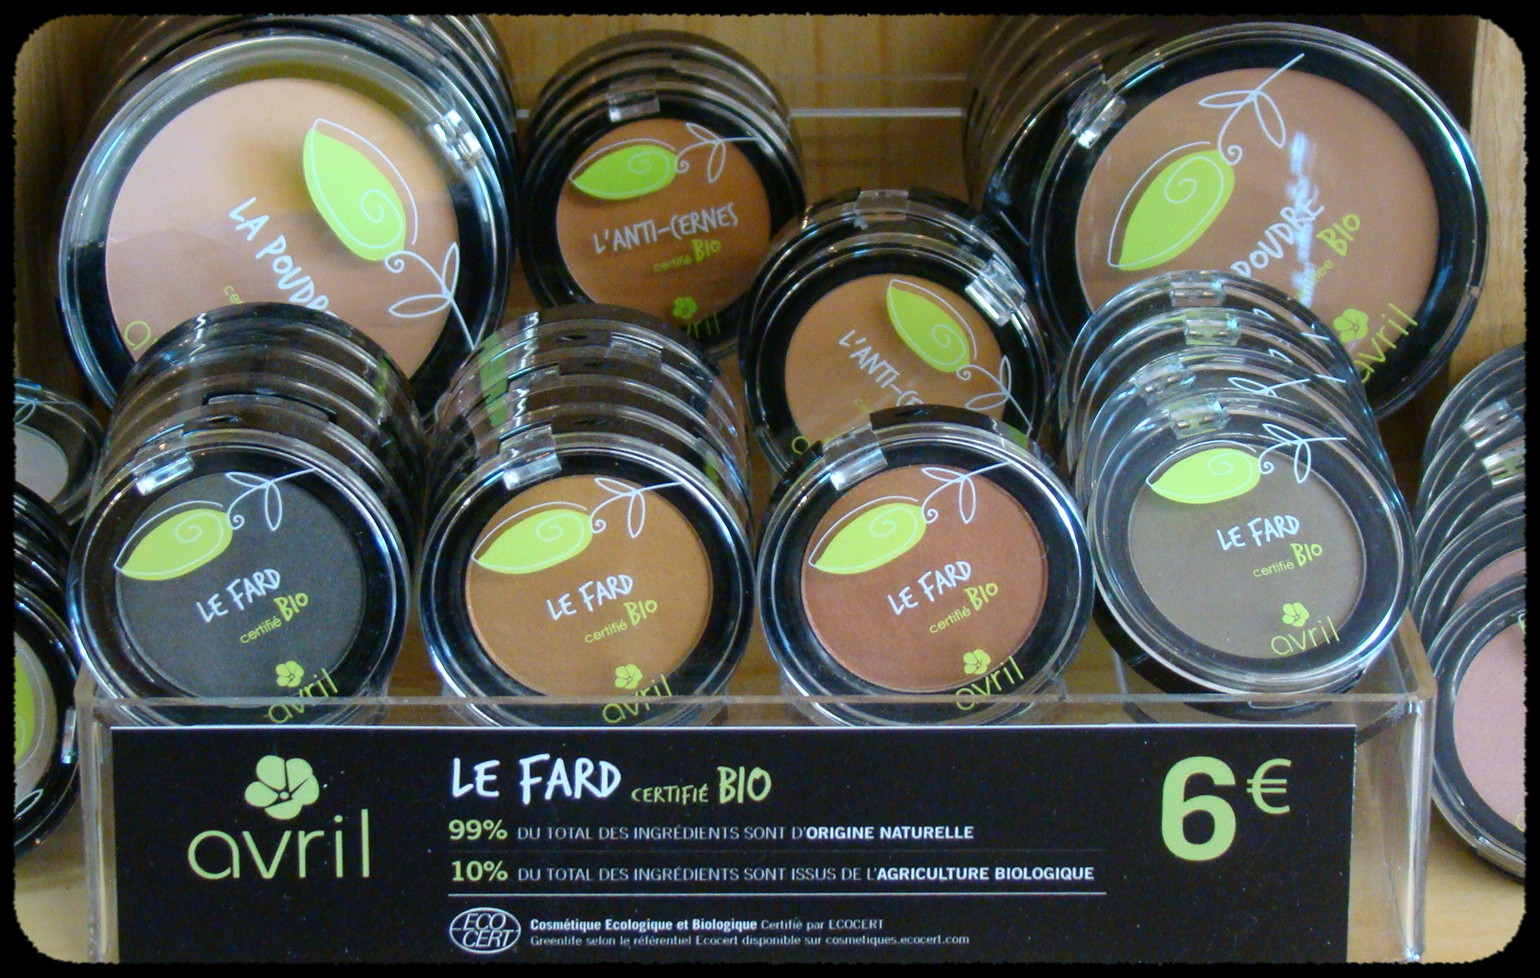 LA POUDR
L'ANTI-CERNES
certifié BIO
avril
POUDRE
BIO
avril
L'ANTI-C
LE FARD
certifié BIO
avril
LE FARD
certifié BIO
avril
LE FARD
certifié BIO
avril
LE FARD
certifié BIO
avril
avril
LE FARD CERTIFIÉ BIO
6€
99% DU TOTAL DES INGRÉDIENTS SONT D'ORIGINE NATURELLE
10% DU TOTAL DES INGRÉDIENTS SONT ISSUS DE L'AGRICULTURE BIOLOGIQUE
ECO
CERT
Cosmétique Ecologique et Biologique Certifié par ECOCERT
Greenlife selon le référentiel Ecocert disponible sur cosmetiques.ecocert.com